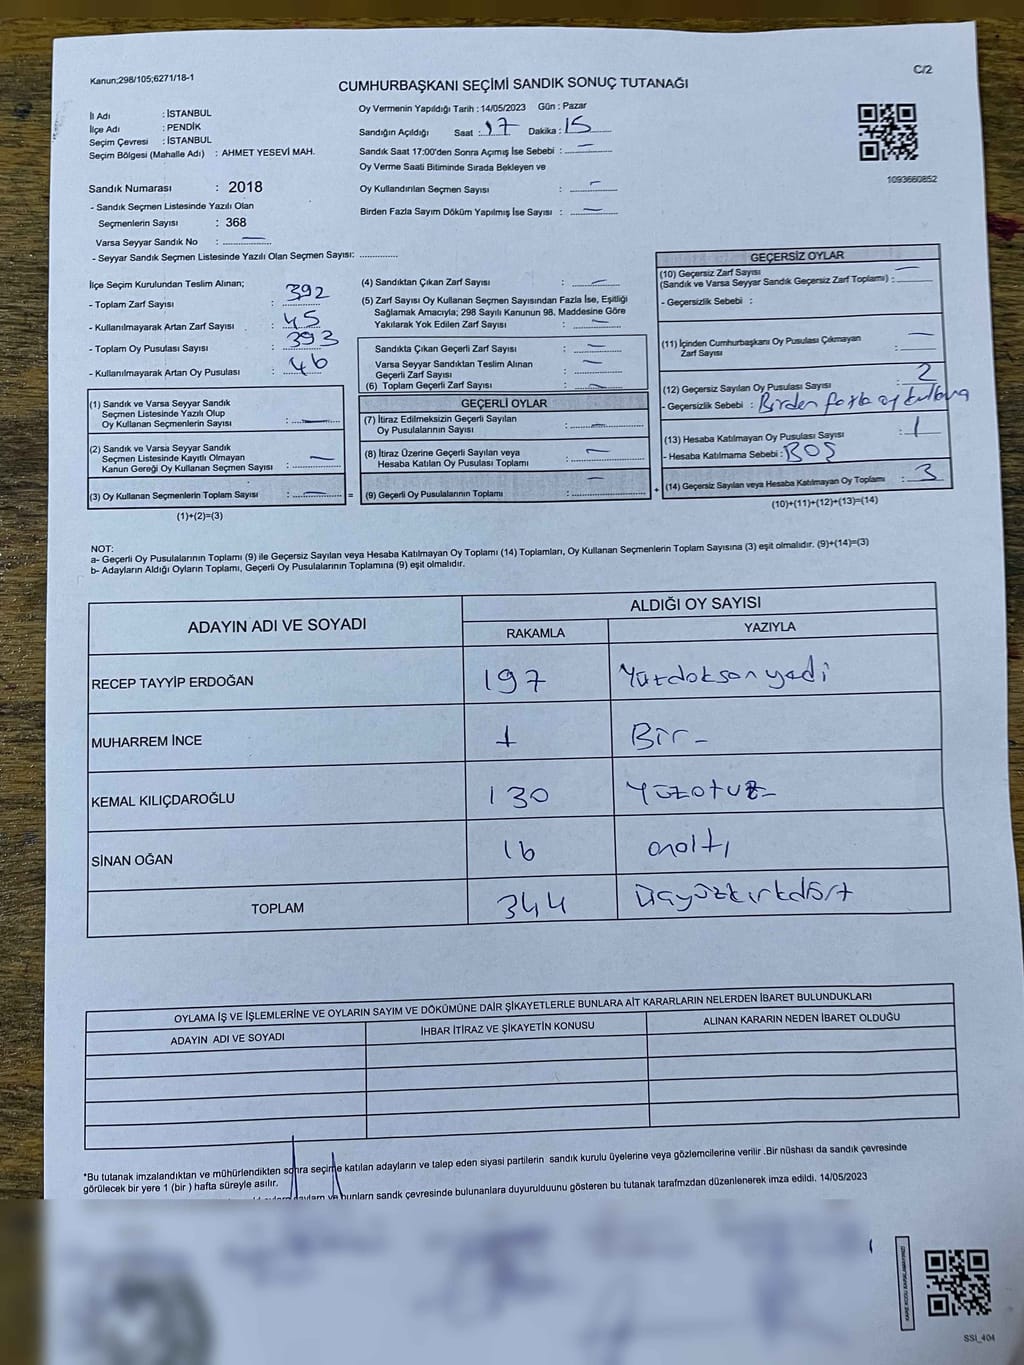 Kanun;298/105;6271/18-1
C/2
CUMHURBAŞKANI SEÇİMİ SANDIK SONUÇ TUTANAĞI
İl Adı : İSTANBUL
İlçe Adı : PENDİK
Seçim Çevresi : İSTANBUL
Seçim Bölgesi (Mahalle Adı) : AHMET YESEVİ MAH.
Sandık Numarası : 2018
- Sandık Seçmen Listesinde Yazılı Olan
Seçmenlerin Sayısı : 368
Varsa Seyyar Sandık No : —
- Seyyar Sandık Seçmen Listesinde Yazılı Olan Seçmen Sayısı:
Oy Vermenin Yapıldığı Tarih : 14/05/2023 Gün : Pazar
Sandığın Açıldığı Saat : 17 Dakika : 15
Sandık Saat 17:00'den Sonra Açımış İse Sebebi : —
Oy Verme Saati Bitiminde Sırada Bekleyen ve
Oy Kullandırılan Seçmen Sayısı : —
Birden Fazla Sayım Döküm Yapılmış İse Sayısı : —
1093660852
İlçe Seçim Kurulundan Teslim Alınan;
- Toplam Zarf Sayısı : 392
- Kullanılmayarak Artan Zarf Sayısı : 45
- Toplam Oy Pusulası Sayısı : 393
- Kullanılmayarak Artan Oy Pusulası : 46
(1) Sandık ve Varsa Seyyar Sandık
Seçmen Listesinde Yazılı Olup
Oy Kullanan Seçmenlerin Sayısı : —
(2) Sandık ve Varsa Seyyar Sandık
Seçmen Listesinde Kayıtlı Olmayan
Kanun Gereği Oy Kullanan Seçmen Sayısı : —
(3) Oy Kullanan Seçmenlerin Toplam Sayısı : — =
(1)+(2)=(3)
(4) Sandıktan Çıkan Zarf Sayısı : —
(5) Zarf Sayısı Oy Kullanan Seçmen Sayısından Fazla İse, Eşitliği
Sağlamak Amacıyla; 298 Sayılı Kanunun 98. Maddesine Göre
Yakılarak Yok Edilen Zarf Sayısı : —
Sandıkta Çıkan Geçerli Zarf Sayısı : —
Varsa Seyyar Sandıktan Teslim Alınan
Geçerli Zarf Sayısı : —
(6) Toplam Geçerli Zarf Sayısı : —
GEÇERLİ OYLAR
(7) İtiraz Edilmeksizin Geçerli Sayılan
Oy Pusulalarının Sayısı : —
(8) İtiraz Üzerine Geçerli Sayılan veya
Hesaba Katılan Oy Pusulası Toplamı : —
(9) Geçerli Oy Pusulalarının Toplamı : — +
GEÇERSİZ OYLAR
(10) Geçersiz Zarf Sayısı
(Sandık ve Varsa Seyyar Sandık Geçersiz Zarf Toplamı) : —
- Geçersizlik Sebebi :
(11) İçinden Cumhurbaşkanı Oy Pusulası Çıkmayan
Zarf Sayısı : —
(12) Geçersiz Sayılan Oy Pusulası Sayısı : 2
- Geçersizlik Sebebi : Birden fazla oy kullanma
(13) Hesaba Katılmayan Oy Pusulası Sayısı : 1
- Hesaba Katılmama Sebebi : BOŞ
(14) Geçersiz Sayılan veya Hesaba Katılmayan Oy Toplamı : 3
(10)+(11)+(12)+(13)=(14)
NOT:
a- Geçerli Oy Pusulalarının Toplamı (9) ile Geçersiz Sayılan veya Hesaba Katılmayan Oy Toplamı (14) Toplamları, Oy Kullanan Seçmenlerin Toplam Sayısına (3) eşit olmalıdır. (9)+(14)=(3)
b- Adayların Aldığı Oyların Toplamı, Geçerli Oy Pusulalarının Toplamına (9) eşit olmalıdır.
ADAYIN ADI VE SOYADI
ALDIĞI OY SAYISI
RAKAMLA YAZIYLA
RECEP TAYYİP ERDOĞAN 197 Yüzdoksanyedi
MUHARREM İNCE 1 Bir -
KEMAL KILIÇDAROĞLU 130 Yüzotuz -
SİNAN OĞAN 16 onaltı
TOPLAM 344 Üçyüzkırkdört
OYLAMA İŞ VE İŞLEMLERİNE VE OYLARIN SAYIM VE DÖKÜMÜNE DAİR ŞİKAYETLERLE BUNLARA AİT KARARLARIN NELERDEN İBARET BULUNDUKLARI
ADAYIN ADI VE SOYADI İHBAR İTİRAZ VE ŞİKAYETİN KONUSU ALINAN KARARIN NEDEN İBARET OLDUĞU
*Bu tutanak imzalandıktan ve mühürlendikten sonra seçime katılan adayların ve talep eden siyasi partilerin sandık kurulu üyelerine veya gözlemcilerine verilir .Bir nüshası da sandık çevresinde
görülecek bir yere 1 (bir ) hafta süreyle asılır.
ve bunların sandk çevresinde bulunanlara duyurulduunu gösteren bu tutanak tarafmzdan düzenlenerek imza edildi. 14/05/2023
SSİ_404